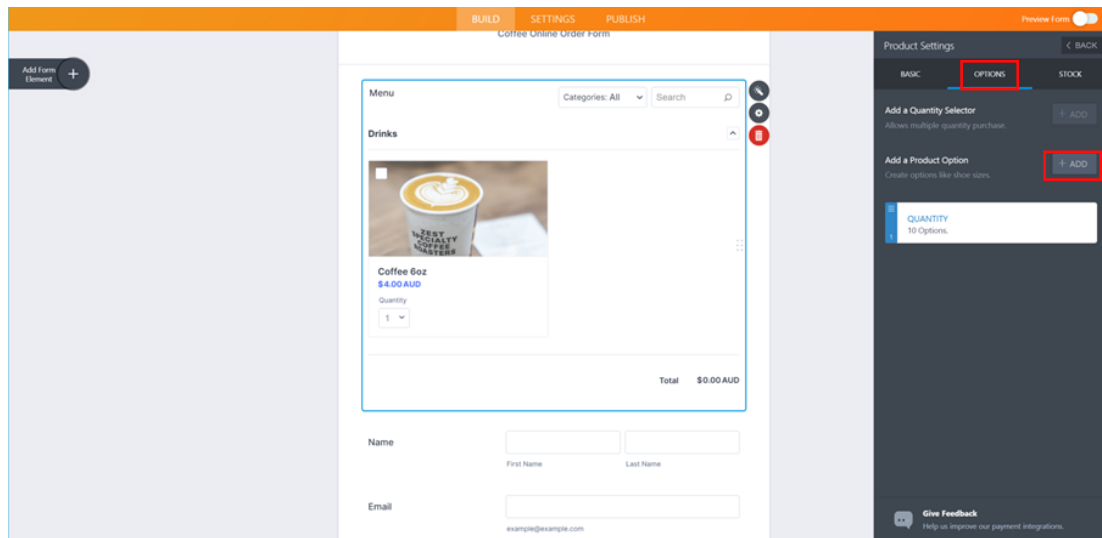 BUILD SETTINGS PUBLISH
Preview Form
Coffee Online Order Form
Add Form
Element
Menu
Categories: All
Search
Drinks
ZEST
SPECIALTY
COFFEE
ROASTERS
Coffee 6oz
$4.00 AUD
Quantity
1
Total $0.00 AUD
Name
First Name Last Name
Email
example@example.com
Product Settings
BACK
BASIC OPTIONS STOCK
Add a Quantity Selector
Allows multiple quantity purchase.
+ ADD
Add a Product Option
Create options like shoe sizes.
+ ADD
QUANTITY
10 Options.
1
Give Feedback
Help us improve our payment integrations.